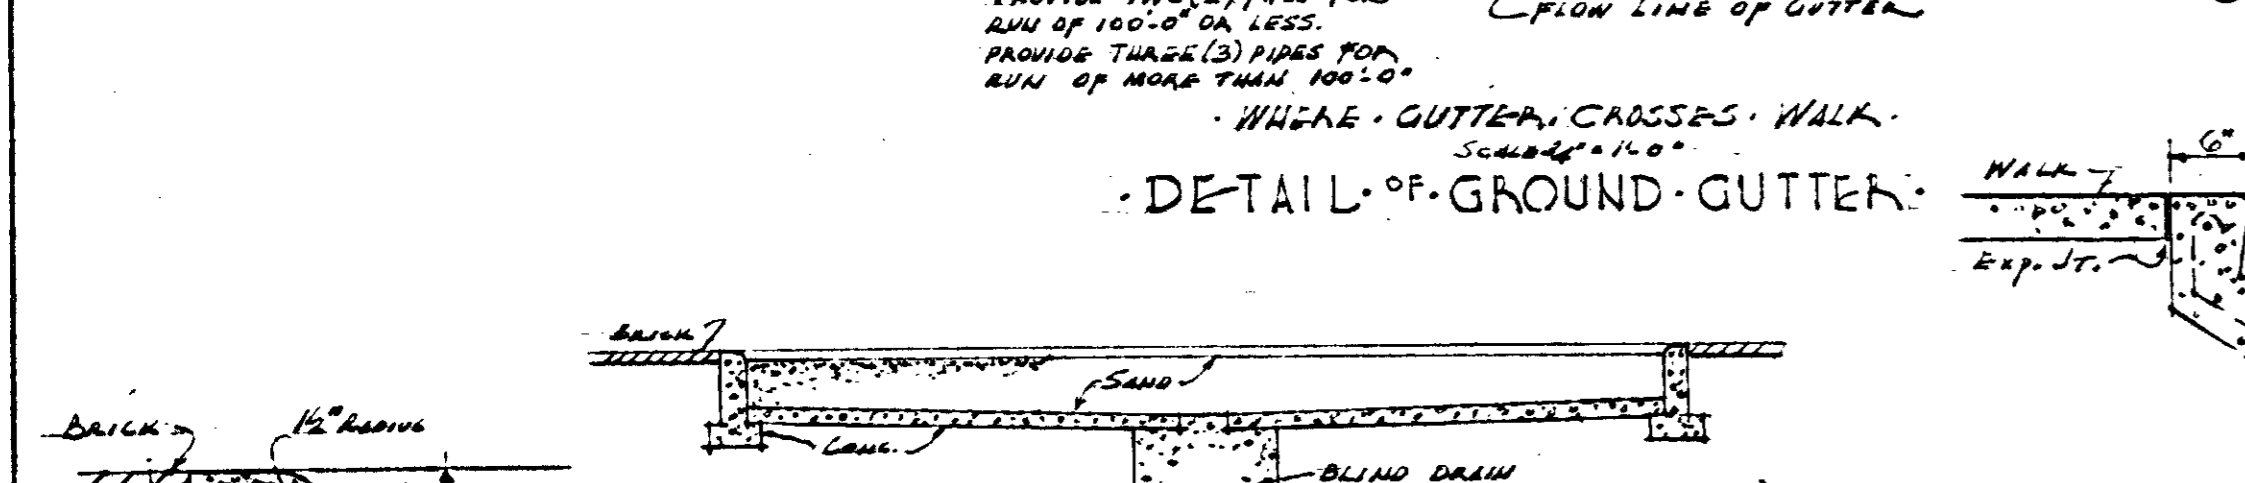 RUN OF 100'-0" OR LESS.
PROVIDE THREE (3) PIPES FOR
RUN OF MORE THAN 100'-0"
FLOW LINE OF GUTTER
· WHERE · GUTTER · CROSSES · WALK ·
· DETAIL · OF · GROUND · GUTTER ·
6"
WALK
EXP. JT.
BRICK
SAND
CONC.
BLIND DRAIN
BRICK
1½" RADIUS